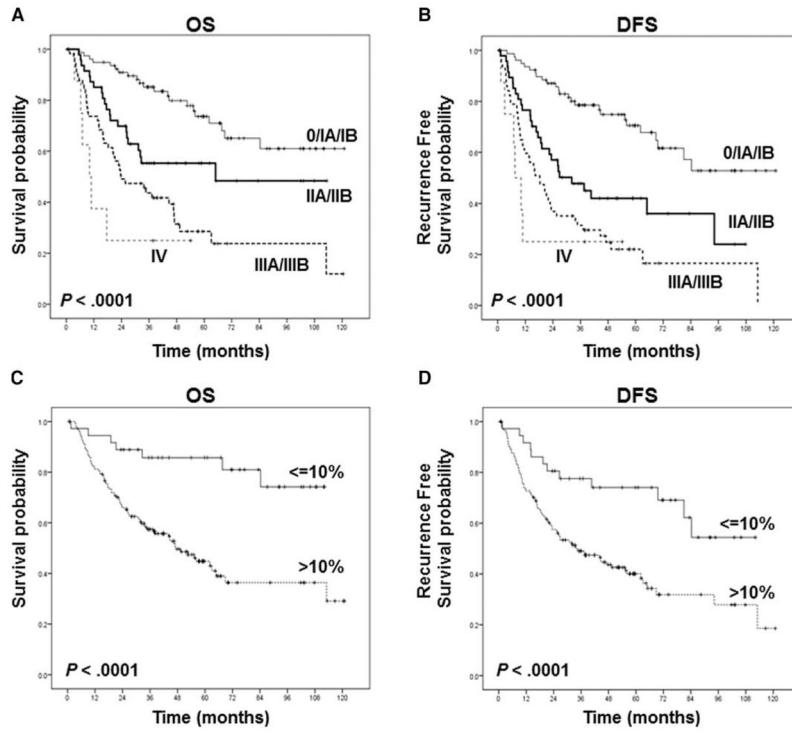 A
OS
Survival probability
1.0
0.8
0.6
0.4
0.2
0.0
0/IA/IB
IIA/IIB
IV
IIIA/IIIB
P < .0001
0 12 24 36 48 60 72 84 96 108 120
Time (months)
B
DFS
Recurrence Free
Survival probability
1.0
0.8
0.6
0.4
0.2
0.0
0/IA/IB
IIA/IIB
IV
IIIA/IIIB
P < .0001
0 12 24 36 48 60 72 84 96 108 120
Time (months)
C
OS
Survival probability
1.0
0.8
0.6
0.4
0.2
0.0
<=10%
>10%
P < .0001
0 12 24 36 48 60 72 84 96 108 120
Time (months)
D
DFS
Recurrence Free
Survival probability
1.0
0.8
0.6
0.4
0.2
0.0
<=10%
>10%
P < .0001
0 12 24 36 48 60 72 84 96 108 120
Time (months)